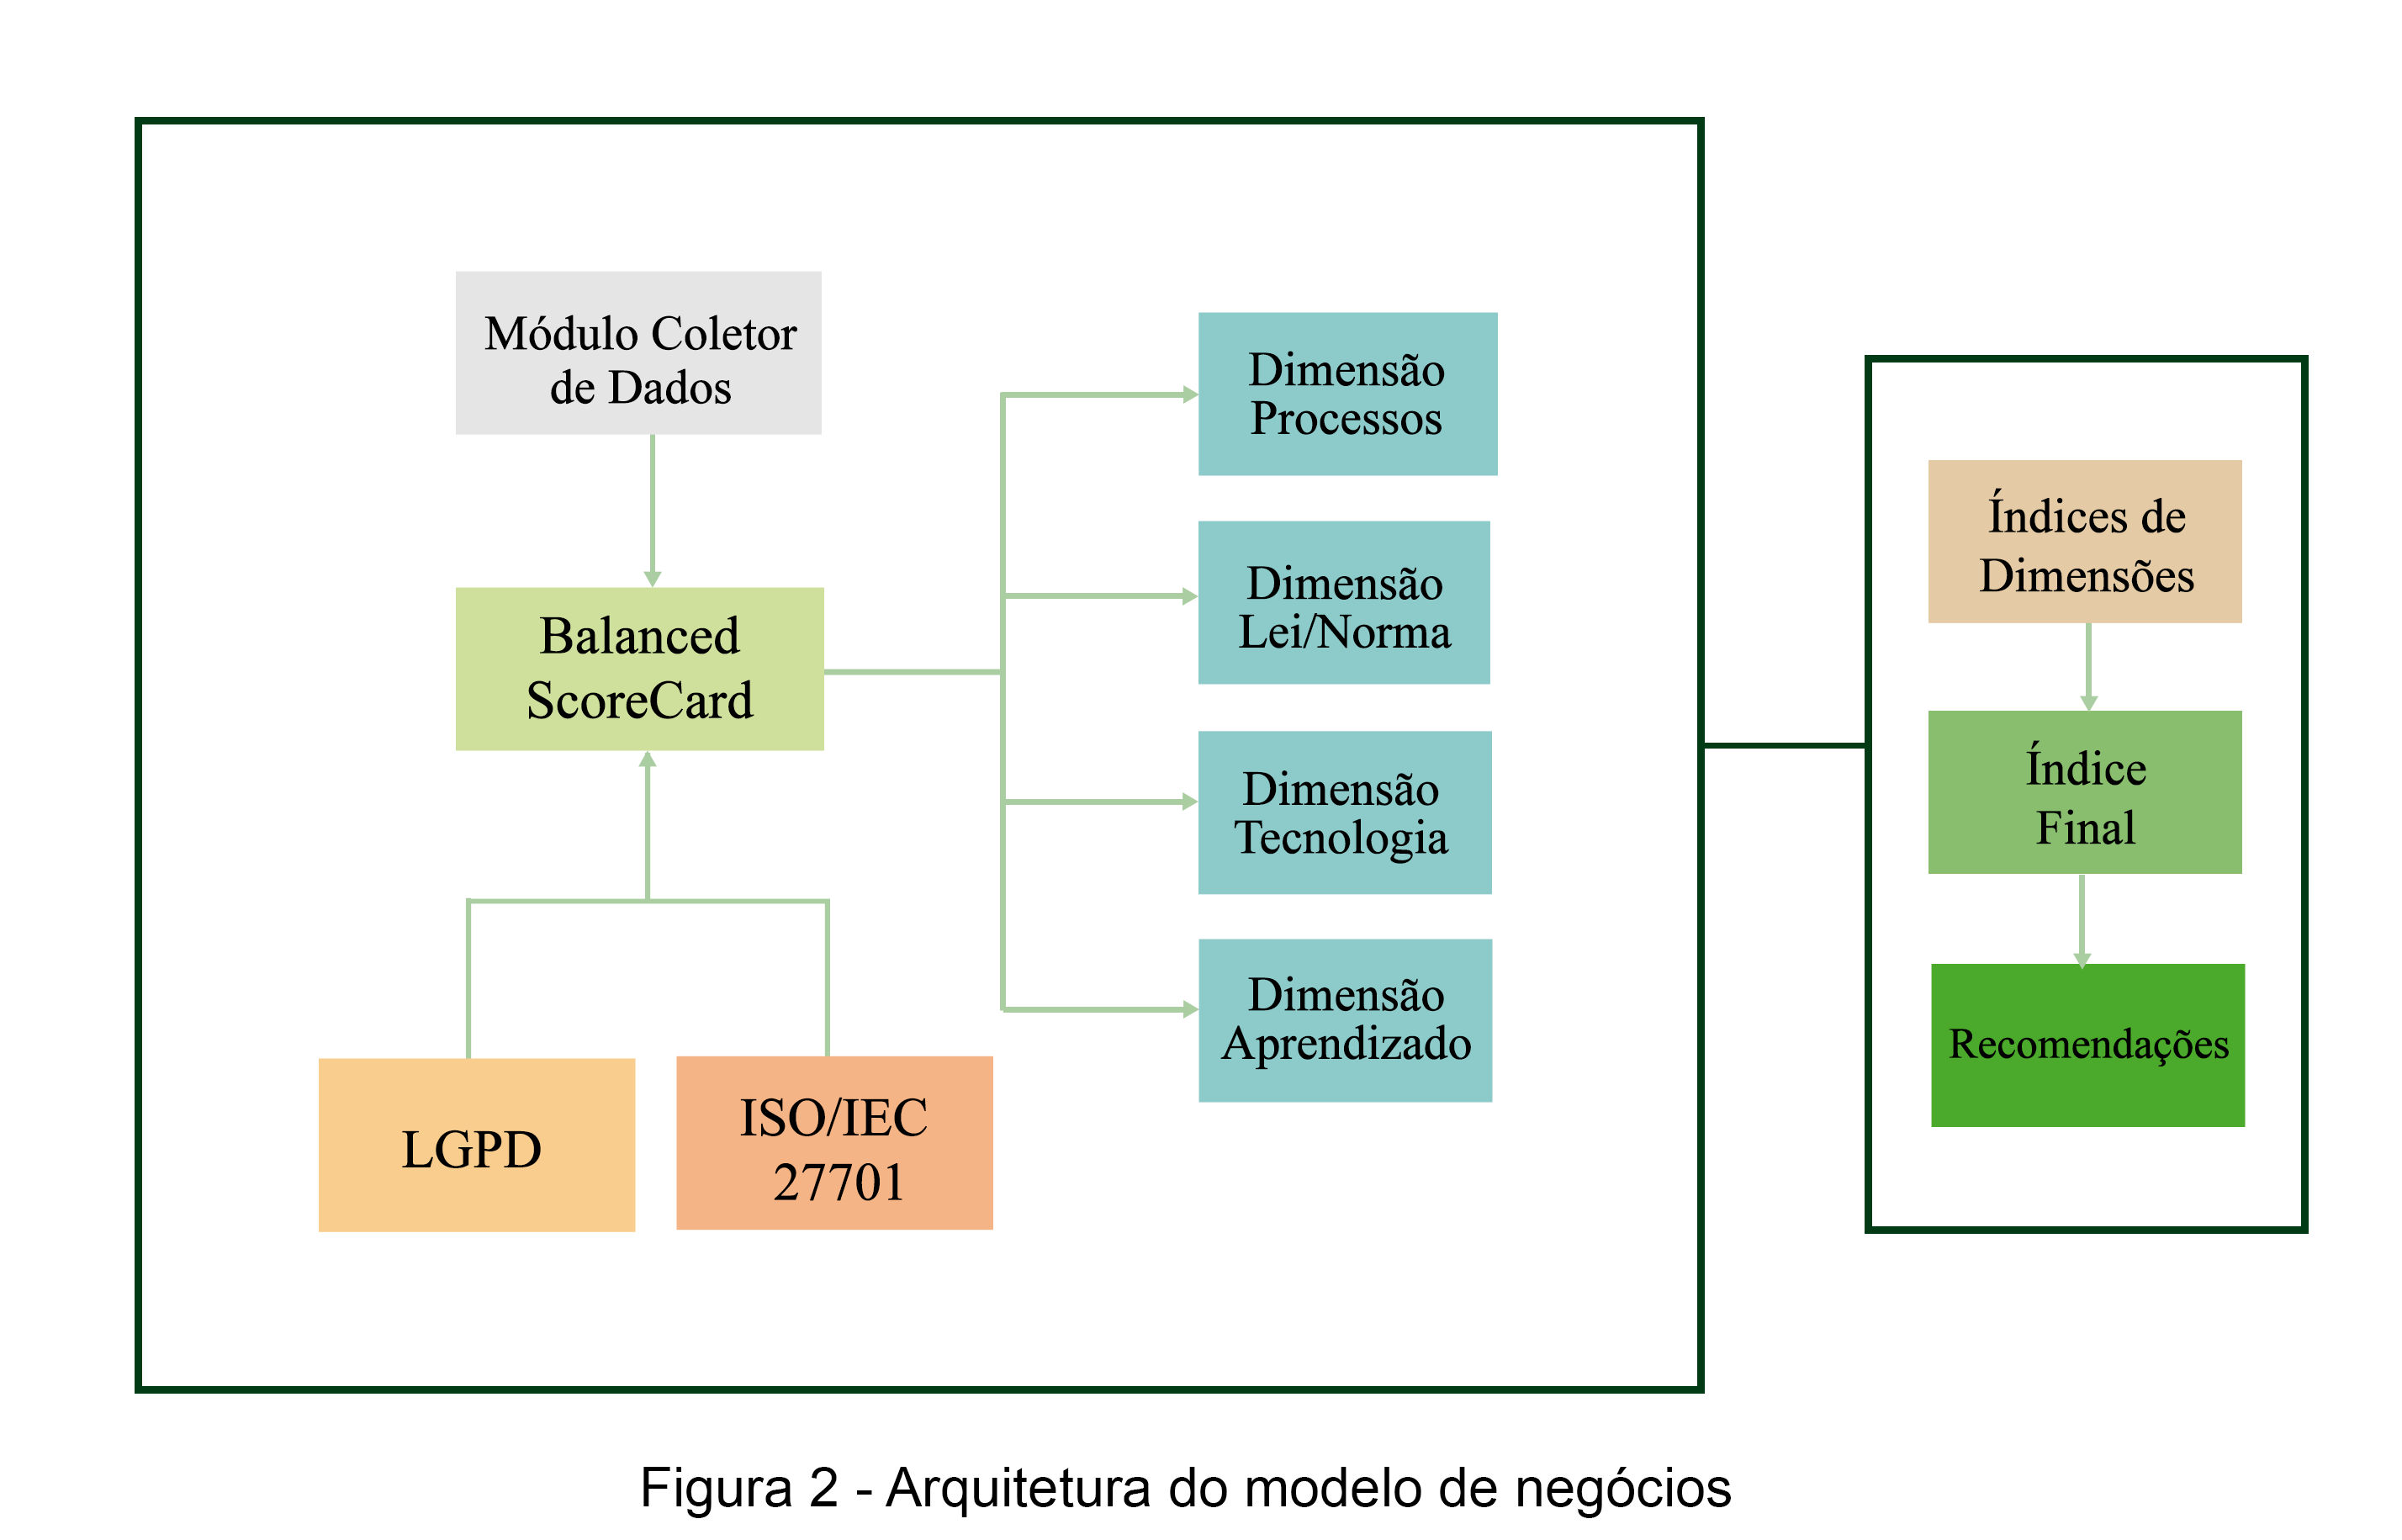 Módulo Coletor
de Dados
Balanced
ScoreCard
LGPD
ISO/IEC
27701
Dimensão
Processos
Dimensão
Lei/Norma
Dimensão
Tecnologia
Dimensão
Aprendizado
Índices de
Dimensões
Índice
Final
Recomendações
Figura 2 - Arquitetura do modelo de negócios